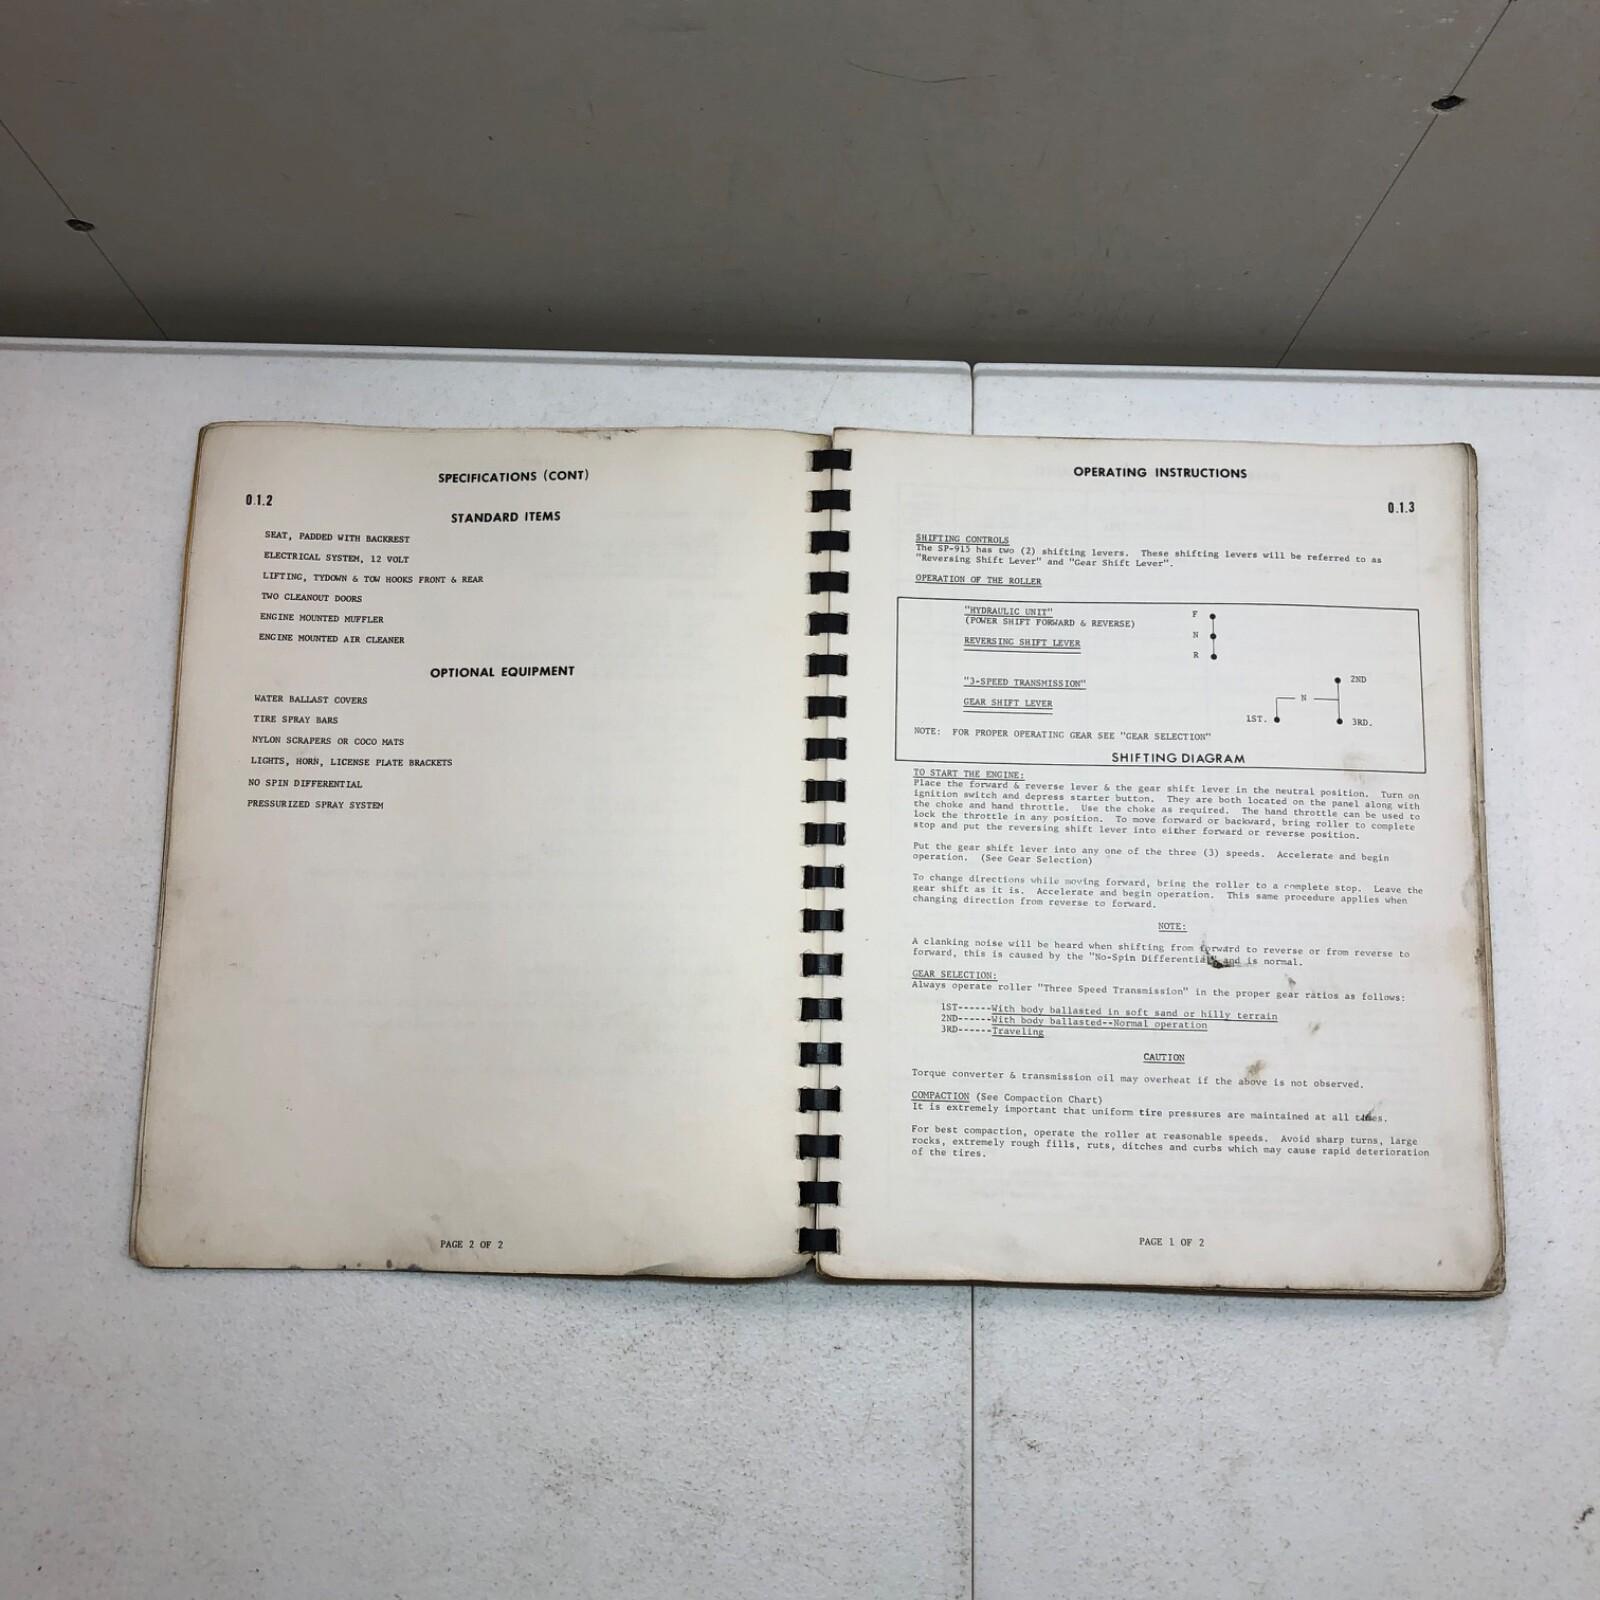 SPECIFICATIONS (CONT)
0.1.2
STANDARD ITEMS
SEAT, PADDED WITH BACKREST
ELECTRICAL SYSTEM, 12 VOLT
LIFTING, TYDOWN & TOW HOOKS FRONT & REAR
TWO CLEANOUT DOORS
ENGINE MOUNTED MUFFLER
ENGINE MOUNTED AIR CLEANER
OPTIONAL EQUIPMENT
WATER BALLAST COVERS
TIRE SPRAY BARS
NYLON SCRAPERS OR COCO MATS
LIGHTS, HORN, LICENSE PLATE BRACKETS
NO SPIN DIFFERENTIAL
PRESSURIZED SPRAY SYSTEM
PAGE 2 OF 2
OPERATING INSTRUCTIONS
0.1.3
SHIFTING CONTROLS
The SP-915 has two (2) shifting levers. These shifting levers will be referred to as
"Reversing Shift Lever" and "Gear Shift Lever".
OPERATION OF THE ROLLER
"HYDRAULIC UNIT"
(POWER SHIFT FORWARD & REVERSE)
REVERSING SHIFT LEVER
F
N
R
"3-SPEED TRANSMISSION"
GEAR SHIFT LEVER
2ND
N
1ST.
3RD.
NOTE: FOR PROPER OPERATING GEAR SEE "GEAR SELECTION"
SHIFTING DIAGRAM
TO START THE ENGINE:
Place the forward & reverse lever & the gear shift lever in the neutral position. Turn on
ignition switch and depress starter button. They are both located on the panel along with
the choke and hand throttle. Use the choke as required. The hand throttle can be used to
lock the throttle in any position. To move forward or backward, bring roller to complete
stop and put the reversing shift lever into either forward or reverse position.
Put the gear shift lever into any one of the three (3) speeds. Accelerate and begin
operation. (See Gear Selection)
To change directions while moving forward, bring the roller to a complete stop. Leave the
gear shift as it is. Accelerate and begin operation. This same procedure applies when
changing direction from reverse to forward.
NOTE:
A clanking noise will be heard when shifting from forward to reverse or from reverse to
forward, this is caused by the "No-Spin Differential" and is normal.
GEAR SELECTION:
Always operate roller "Three Speed Transmission" in the proper gear ratios as follows:
1ST------With body ballasted in soft sand or hilly terrain
2ND------With body ballasted--Normal operation
3RD------Traveling
CAUTION
Torque converter & transmission oil may overheat if the above is not observed.
COMPACTION (See Compaction Chart)
It is extremely important that uniform tire pressures are maintained at all times.
For best compaction, operate the roller at reasonable speeds. Avoid sharp turns, large
rocks, extremely rough fills, ruts, ditches and curbs which may cause rapid deterioration
of the tires.
PAGE 1 OF 2